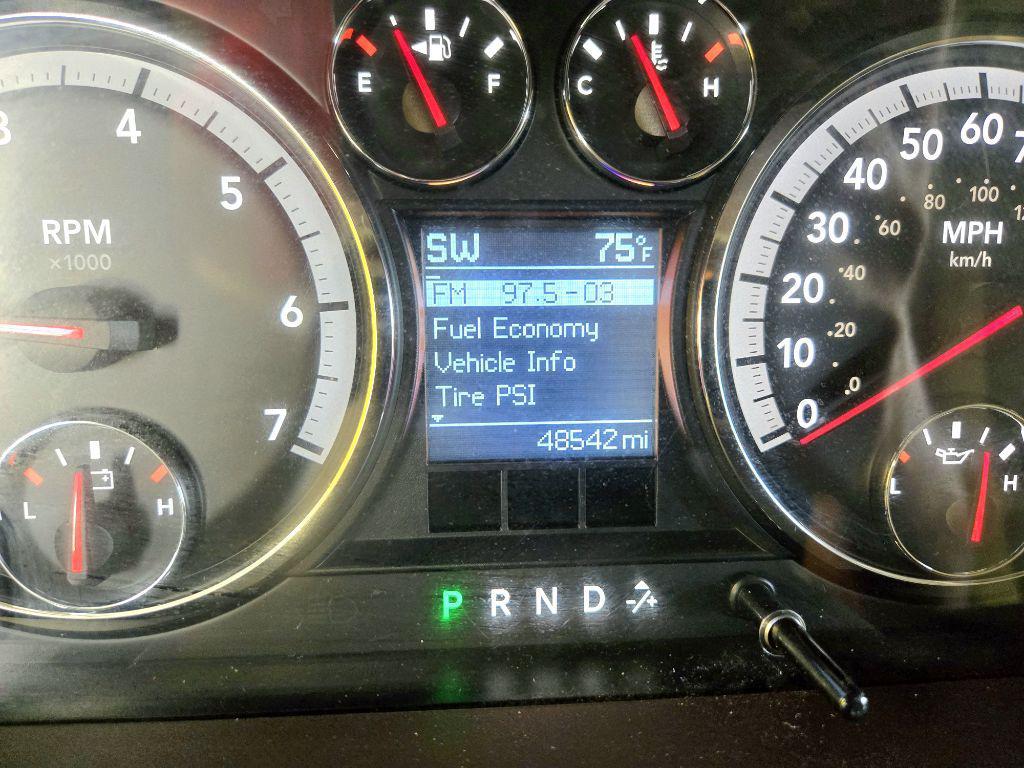 E F
C H
3 4 5 6 7
RPM
×1000
L H
SW 75°F
FM 97.5-03
Fuel Economy
Vehicle Info
Tire PSI
48542 mi
P R N D -/+
0 10 20 30 40 50 60
0 20 40 60 80 100
MPH
km/h
L H